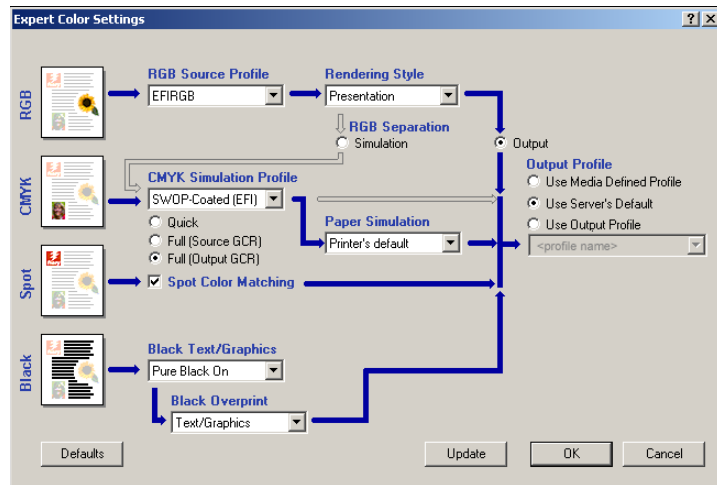 Expert Color Settings
RGB
RGB Source Profile
EFIRGB
Rendering Style
Presentation
RGB Separation
Simulation
Output
Output Profile
Use Media Defined Profile
Use Server's Default
Use Output Profile
<profile name>
CMYK
CMYK Simulation Profile
SWOP-Coated (EFI)
Quick
Full (Source GCR)
Full (Output GCR)
Paper Simulation
Printer's default
Spot
Spot Color Matching
Black
Black Text/Graphics
Pure Black On
Black Overprint
Text/Graphics
Defaults
Update
OK
Cancel